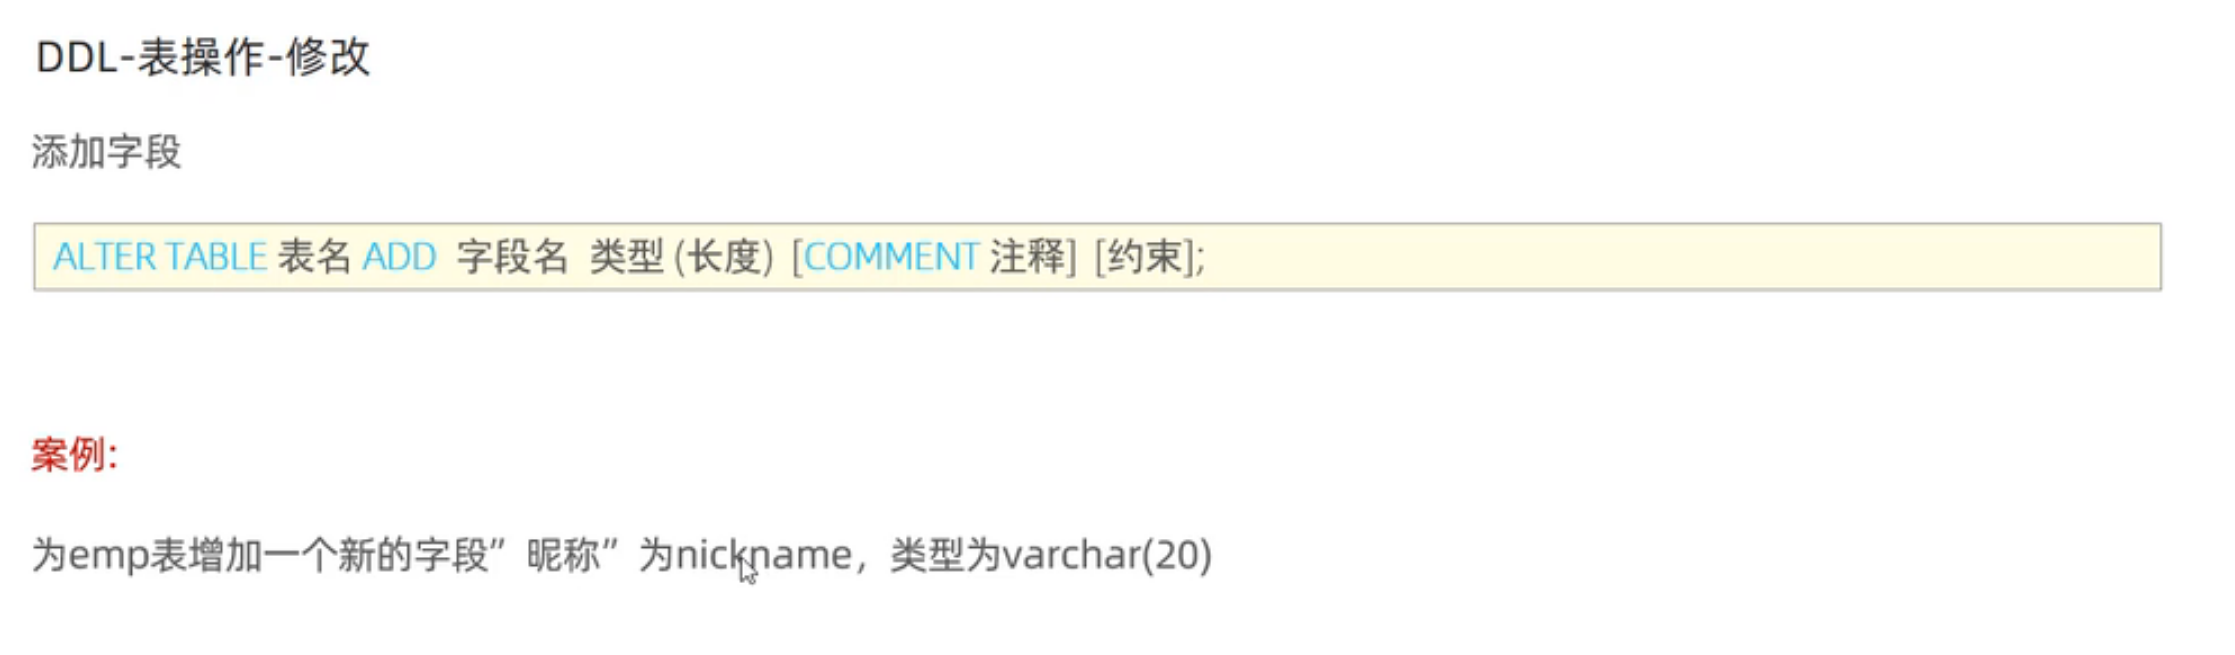 DDL-表操作-修改
添加字段
ALTER TABLE 表名 ADD 字段名 类型 (长度) [COMMENT 注释] [约束];
案例:
为emp表增加一个新的字段”昵称”为nickname，类型为varchar(20)